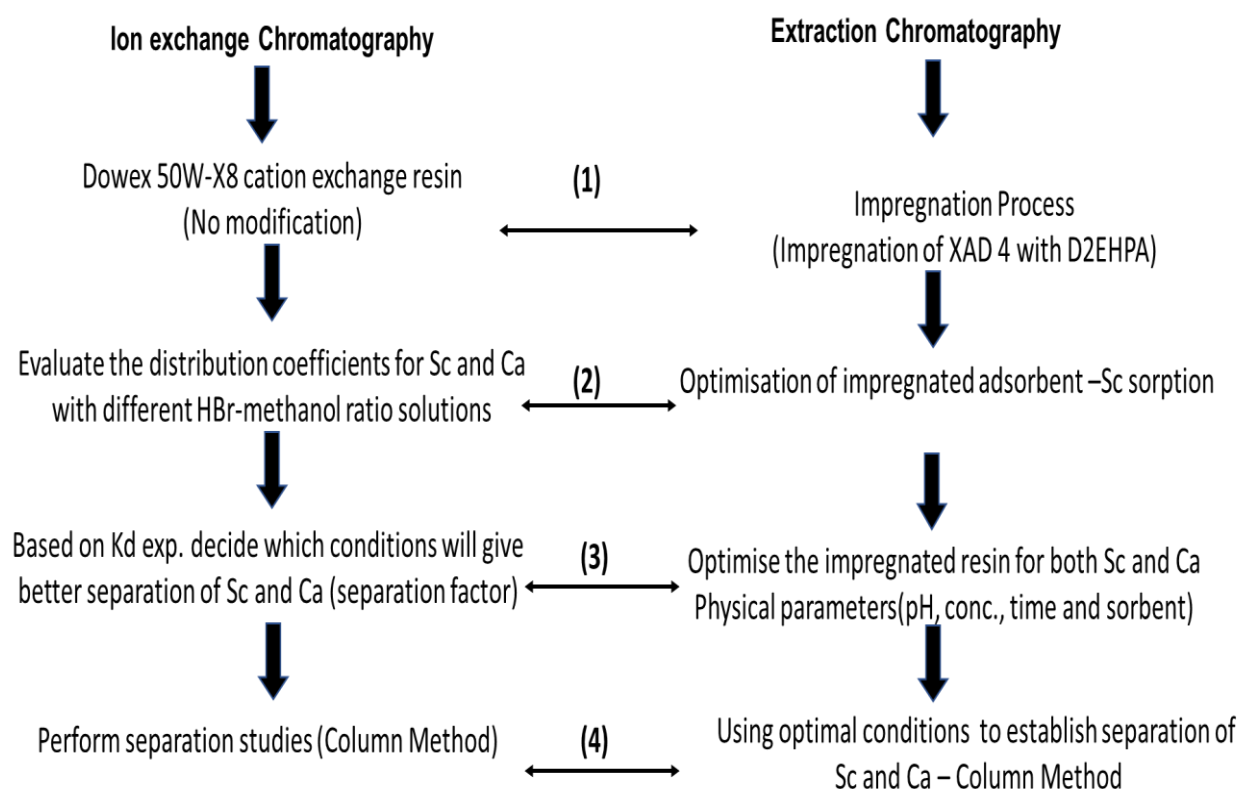 Ion exchange Chromatography
Extraction Chromatography
Dowex 50W-X8 cation exchange resin
(No modification)
(1)
Impregnation Process
(Impregnation of XAD 4 with D2EHPA)
Evaluate the distribution coefficients for Sc and Ca
with different HBr-methanol ratio solutions
(2)
Optimisation of impregnated adsorbent –Sc sorption
Based on Kd exp. decide which conditions will give
better separation of Sc and Ca (separation factor)
(3)
Optimise the impregnated resin for both Sc and Ca
Physical parameters(pH, conc., time and sorbent)
Perform separation studies (Column Method)
(4)
Using optimal conditions to establish separation of
Sc and Ca – Column Method